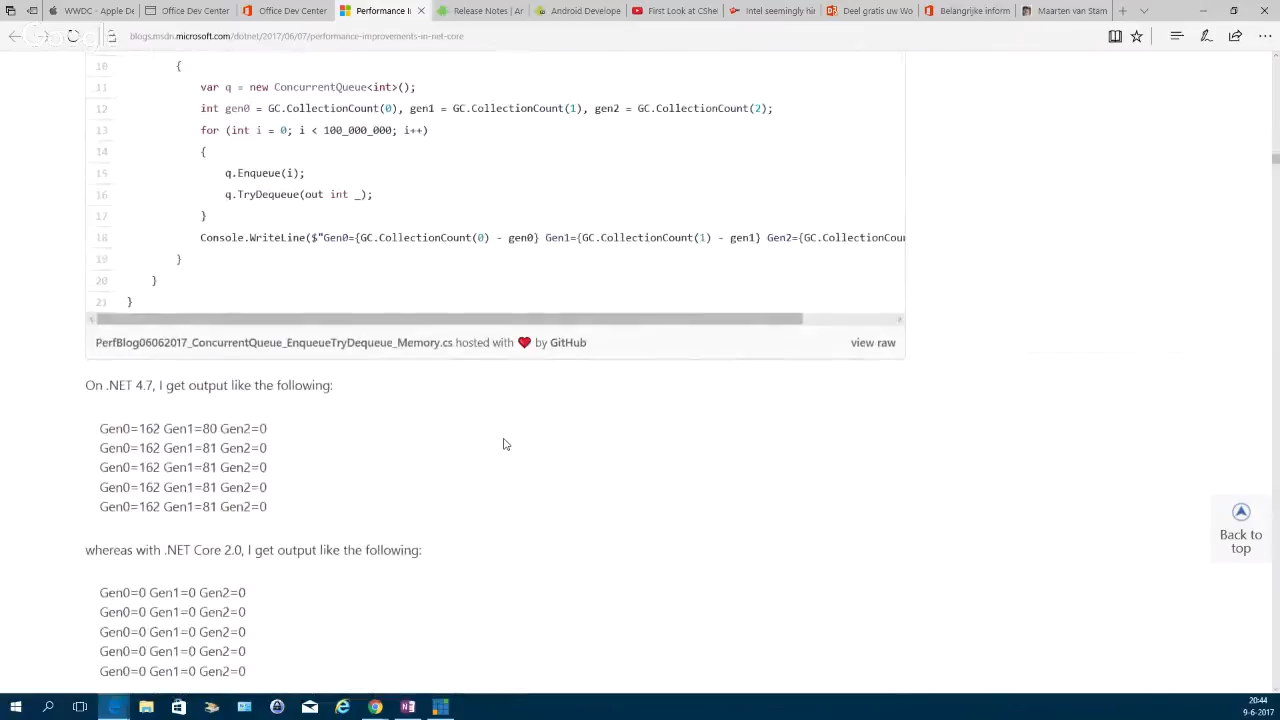 WWDC - Apple D
Office Dev Center
Office Dev Center
Performance I
Release Notes | Ar
Android Develope
First Look at CShe
Intel seemingly hi
Deel gratis uw Wo
Belangrijke inform
Maarten van Stam
blogs.msdn.microsoft.com/dotnet/2017/06/07/performance-improvements-in-net-core
10 {
11 var q = new ConcurrentQueue<int>();
12 int gen0 = GC.CollectionCount(0), gen1 = GC.CollectionCount(1), gen2 = GC.CollectionCount(2);
13 for (int i = 0; i < 100_000_000; i++)
14 {
15 q.Enqueue(i);
16 q.TryDequeue(out int _);
17 }
18 Console.WriteLine($"Gen0={GC.CollectionCount(0) - gen0} Gen1={GC.CollectionCount(1) - gen1} Gen2={GC.CollectionCoun
19 }
20 }
21 }
PerfBlog06062017_ConcurrentQueue_EnqueueTryDequeue_Memory.cs hosted with ❤ by GitHub view raw
On .NET 4.7, I get output like the following:
Gen0=162 Gen1=80 Gen2=0
Gen0=162 Gen1=81 Gen2=0
Gen0=162 Gen1=81 Gen2=0
Gen0=162 Gen1=81 Gen2=0
Gen0=162 Gen1=81 Gen2=0
Back to
top
whereas with .NET Core 2.0, I get output like the following:
Gen0=0 Gen1=0 Gen2=0
Gen0=0 Gen1=0 Gen2=0
Gen0=0 Gen1=0 Gen2=0
Gen0=0 Gen1=0 Gen2=0
Gen0=0 Gen1=0 Gen2=0
20:44
9-6-2017